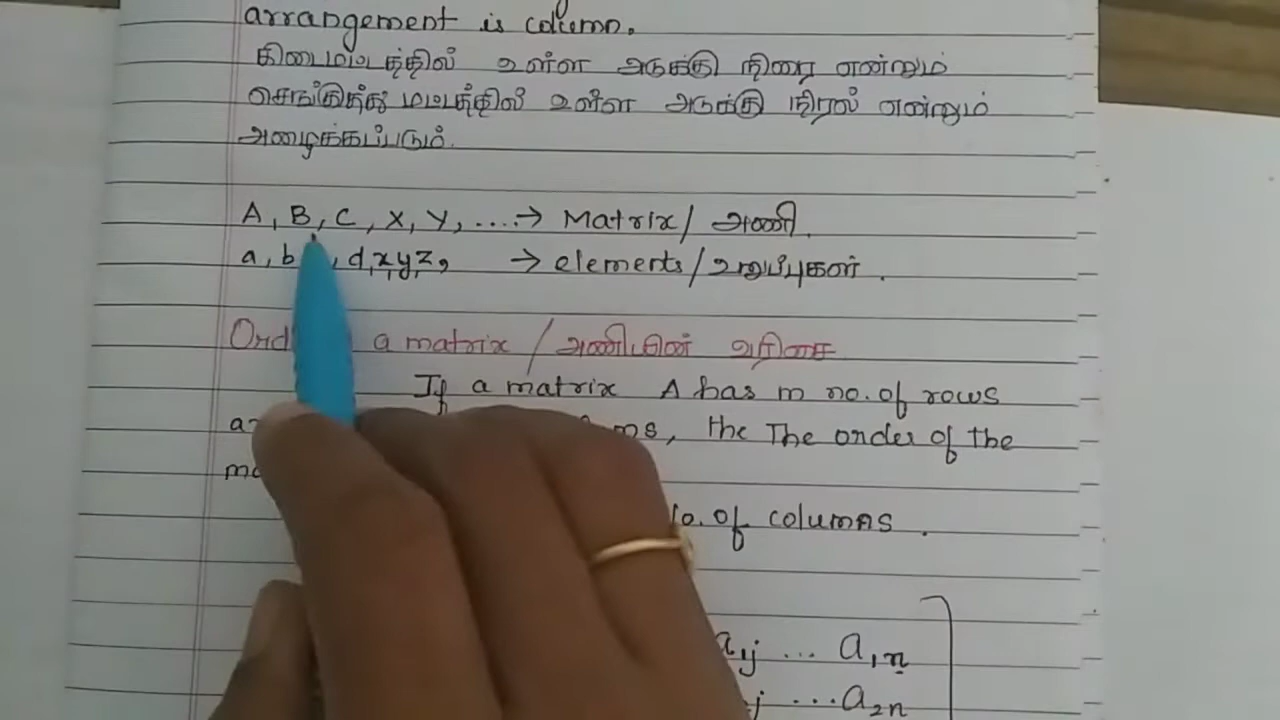 arrangement is column.
கிடைமட்டத்தில் உள்ள அடுக்கு நிரை என்றும்
செங்குத்து மட்டத்தில் உள்ள அடுக்கு நிரல் என்றும்
அழைக்கப்படும்.
A, B, C, X, Y, ....→ Matrix/ அணி.
a, b, d, x, y, z, → elements/உறுப்புகள்.
a matrix / அணியின் வரிசை
If a matrix A has m no. of rows
the The order of the
No. of columns.
aıj ... a₁n
... a₂n